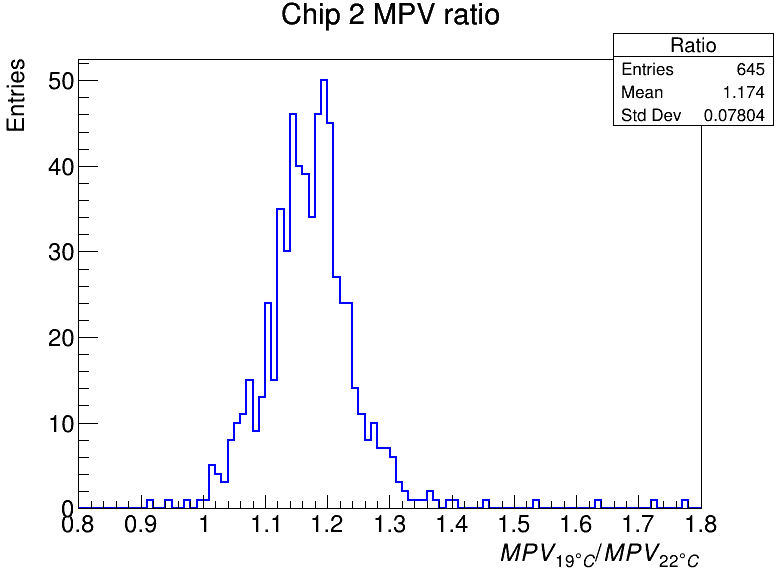 Chip 2 MPV ratio
Ratio
Entries 645
Mean 1.174
Std Dev 0.07804
Entries
50
40
30
20
10
0
0.8 0.9 1 1.1 1.2 1.3 1.4 1.5 1.6 1.7 1.8
MPV19°C/MPV22°C